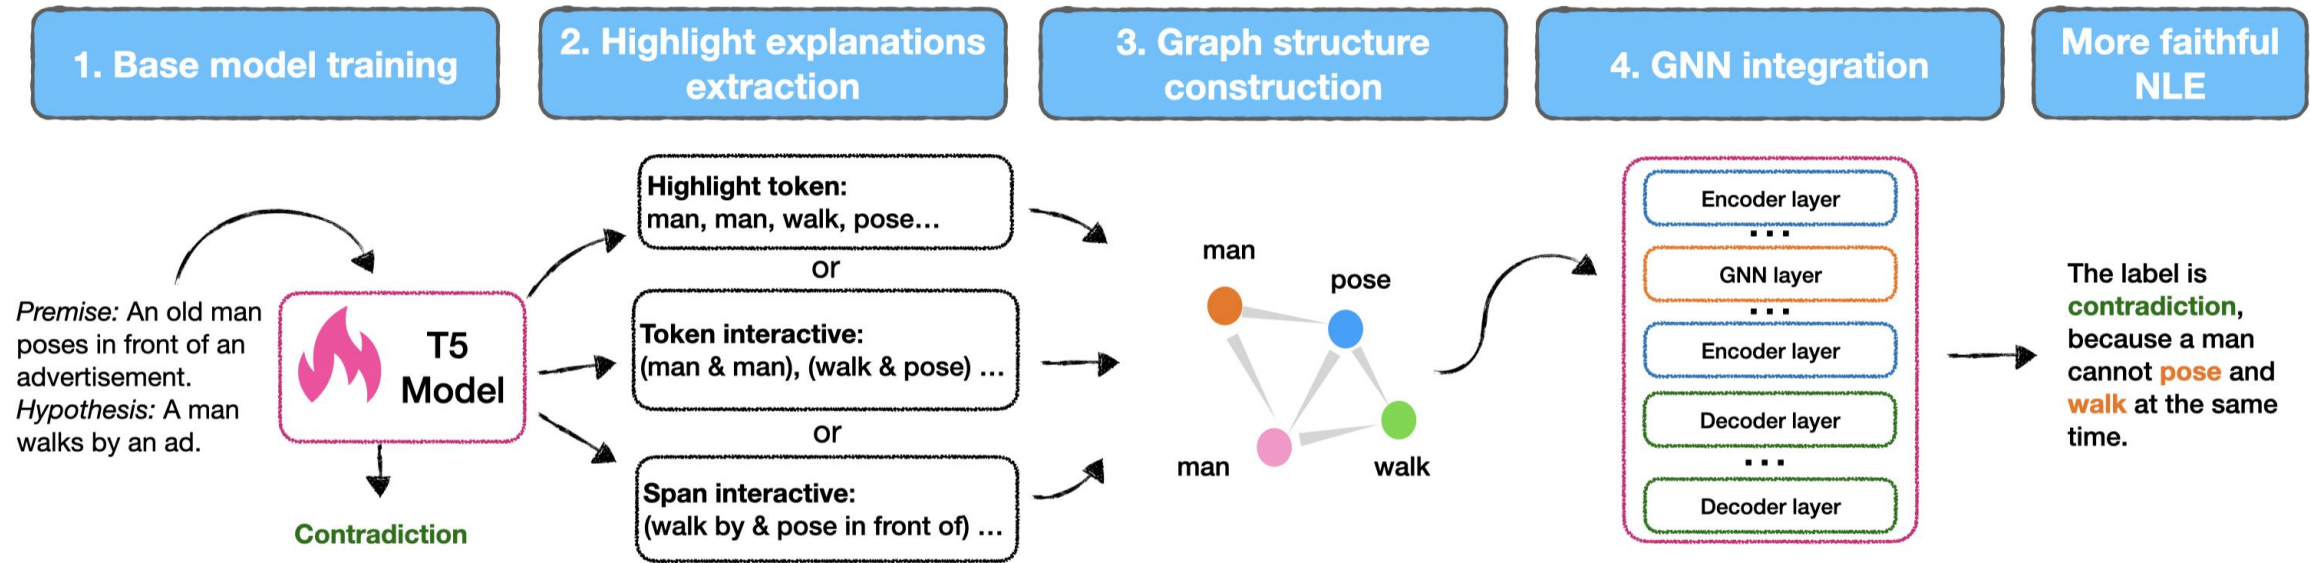 1. Base model training
2. Highlight explanations
extraction
3. Graph structure
construction
4. GNN integration
More faithful
NLE
Premise: An old man
poses in front of an
advertisement.
Hypothesis: A man
walks by an ad.
T5
Model
Contradiction
Highlight token:
man, man, walk, pose...
or
Token interactive:
(man & man), (walk & pose) ...
or
Span interactive:
(walk by & pose in front of) ...
man
pose
man
walk
Encoder layer
...
GNN layer
...
Encoder layer
Decoder layer
...
Decoder layer
The label is
contradiction,
because a man
cannot pose and
walk at the same
time.